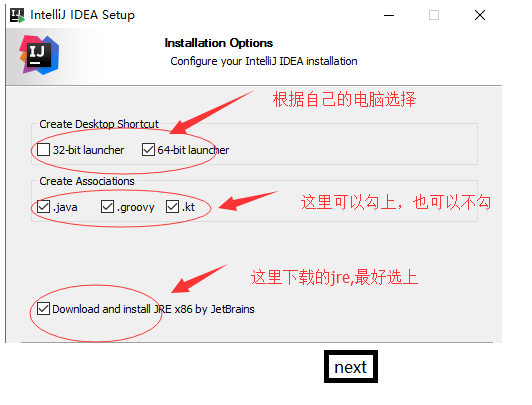 IntelliJ IDEA Setup
IJ
Installation Options
Configure your IntelliJ IDEA installation
根据自己的电脑选择
Create Desktop Shortcut
32-bit launcher 64-bit launcher
Create Associations
.java .groovy .kt
这里可以勾上，也可以不勾
这里下载的jre,最好选上
Download and install JRE x86 by JetBrains
next